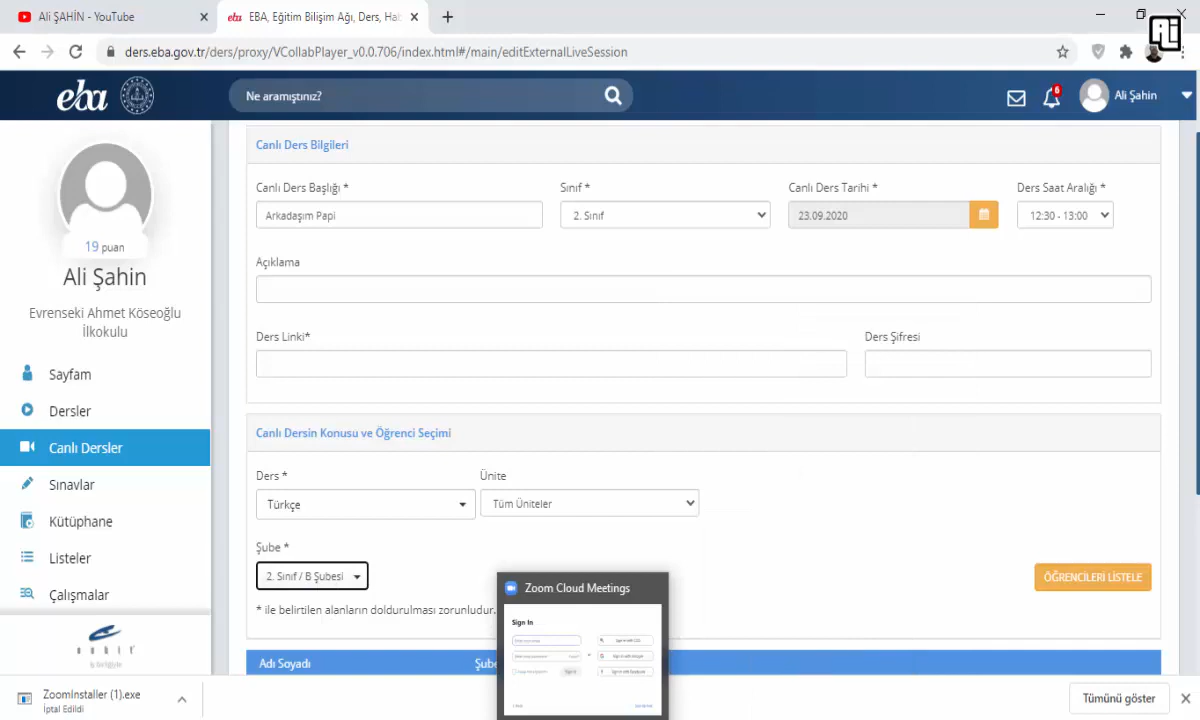 Ali ŞAHİN - YouTube
eba EBA, Eğitim Bilişim Ağı, Ders, Hab
ders.eba.gov.tr/ders/proxy/VCollabPlayer_v0.0.706/index.html#/main/editExternalLiveSession
eba
Ne aramıştınız?
6
Ali Şahin
19 puan
Ali Şahin
Evrenseki Ahmet Köseoğlu
İlkokulu
Sayfam
Dersler
Canlı Dersler
Sınavlar
Kütüphane
Listeler
Çalışmalar
Canlı Ders Bilgileri
Canlı Ders Başlığı *
Sınıf *
Canlı Ders Tarihi *
Ders Saat Aralığı *
Arkadaşım Papi
2. Sınıf
23.09.2020
12:30 - 13:00
Açıklama
Ders Linki*
Ders Şifresi
Canlı Dersin Konusu ve Öğrenci Seçimi
Ders *
Ünite
Türkçe
Tüm Üniteler
Şube *
2. Sınıf / B Şubesi
ÖĞRENCİLERİ LİSTELE
* ile belirtilen alanların doldurulması zorunludur.
Adı Soyadı
Şube
Zoom Cloud Meetings
Sign In
ZoomInstaller (1).exe
İptal Edildi
Tümünü göster